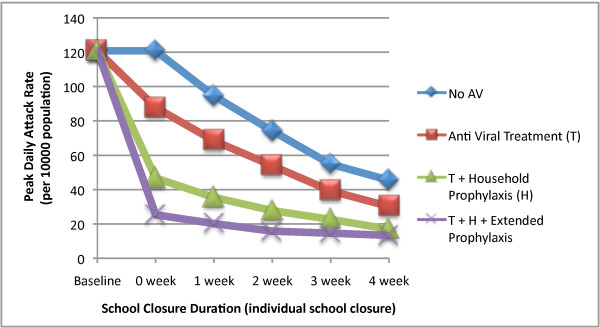 140
120
100
80
60
40
20
0
Peak Daily Attack Rate
(per 10000 population)
Baseline 0 week 1 week 2 week 3 week 4 week
School Closure Duration (individual school closure)
No AV
Anti Viral Treatment (T)
T + Household
Prophylaxis (H)
T + H + Extended
Prophylaxis